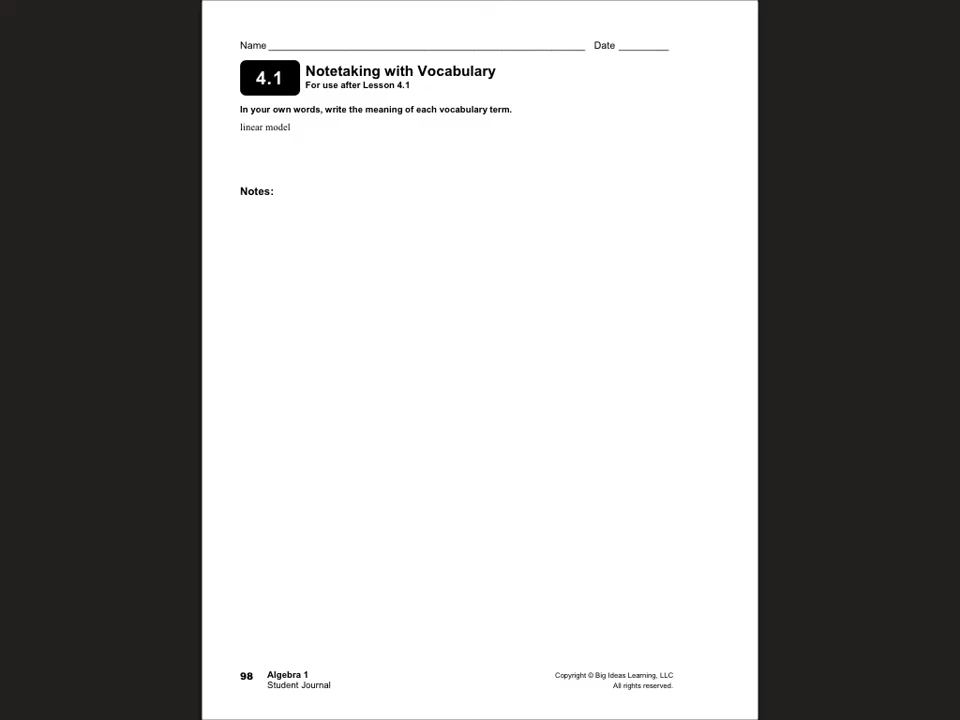 Name ______________________________ Date __________
4.1
Notetaking with Vocabulary
For use after Lesson 4.1
In your own words, write the meaning of each vocabulary term.
linear model
Notes:
98 Algebra 1
Student Journal
Copyright © Big Ideas Learning, LLC
All rights reserved.